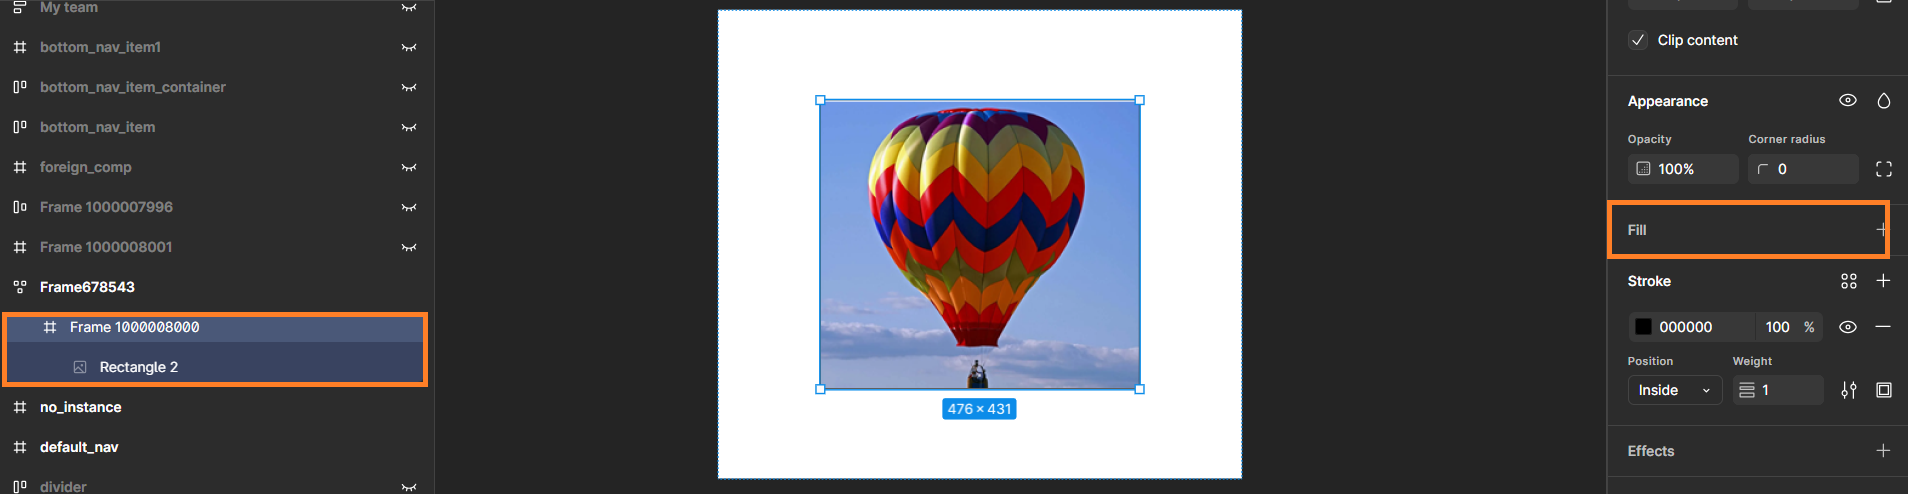 My team
bottom_nav_item1
bottom_nav_item_container
bottom_nav_item
foreign_comp
Frame 1000007996
Frame 1000008001
Frame678543
Frame 1000008000
Rectangle 2
no_instance
default_nav
divider
476 × 431
Clip content
Appearance
Opacity
Corner radius
100%
0
Fill
Stroke
000000
100 %
Position
Weight
Inside
1
Effects